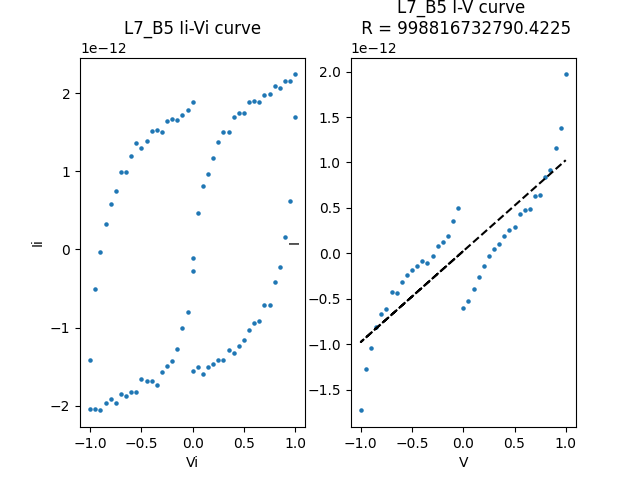 L7_B5 Ii-Vi curve
1e−12
2
1
0
−1
−2
Ii
−1.0 −0.5 0.0 0.5 1.0
Vi
L7_B5 I-V curve
R = 998816732790.4225
1e−12
2.0
1.5
1.0
0.5
0.0
−0.5
−1.0
−1.5
I
−1.0 −0.5 0.0 0.5 1.0
V